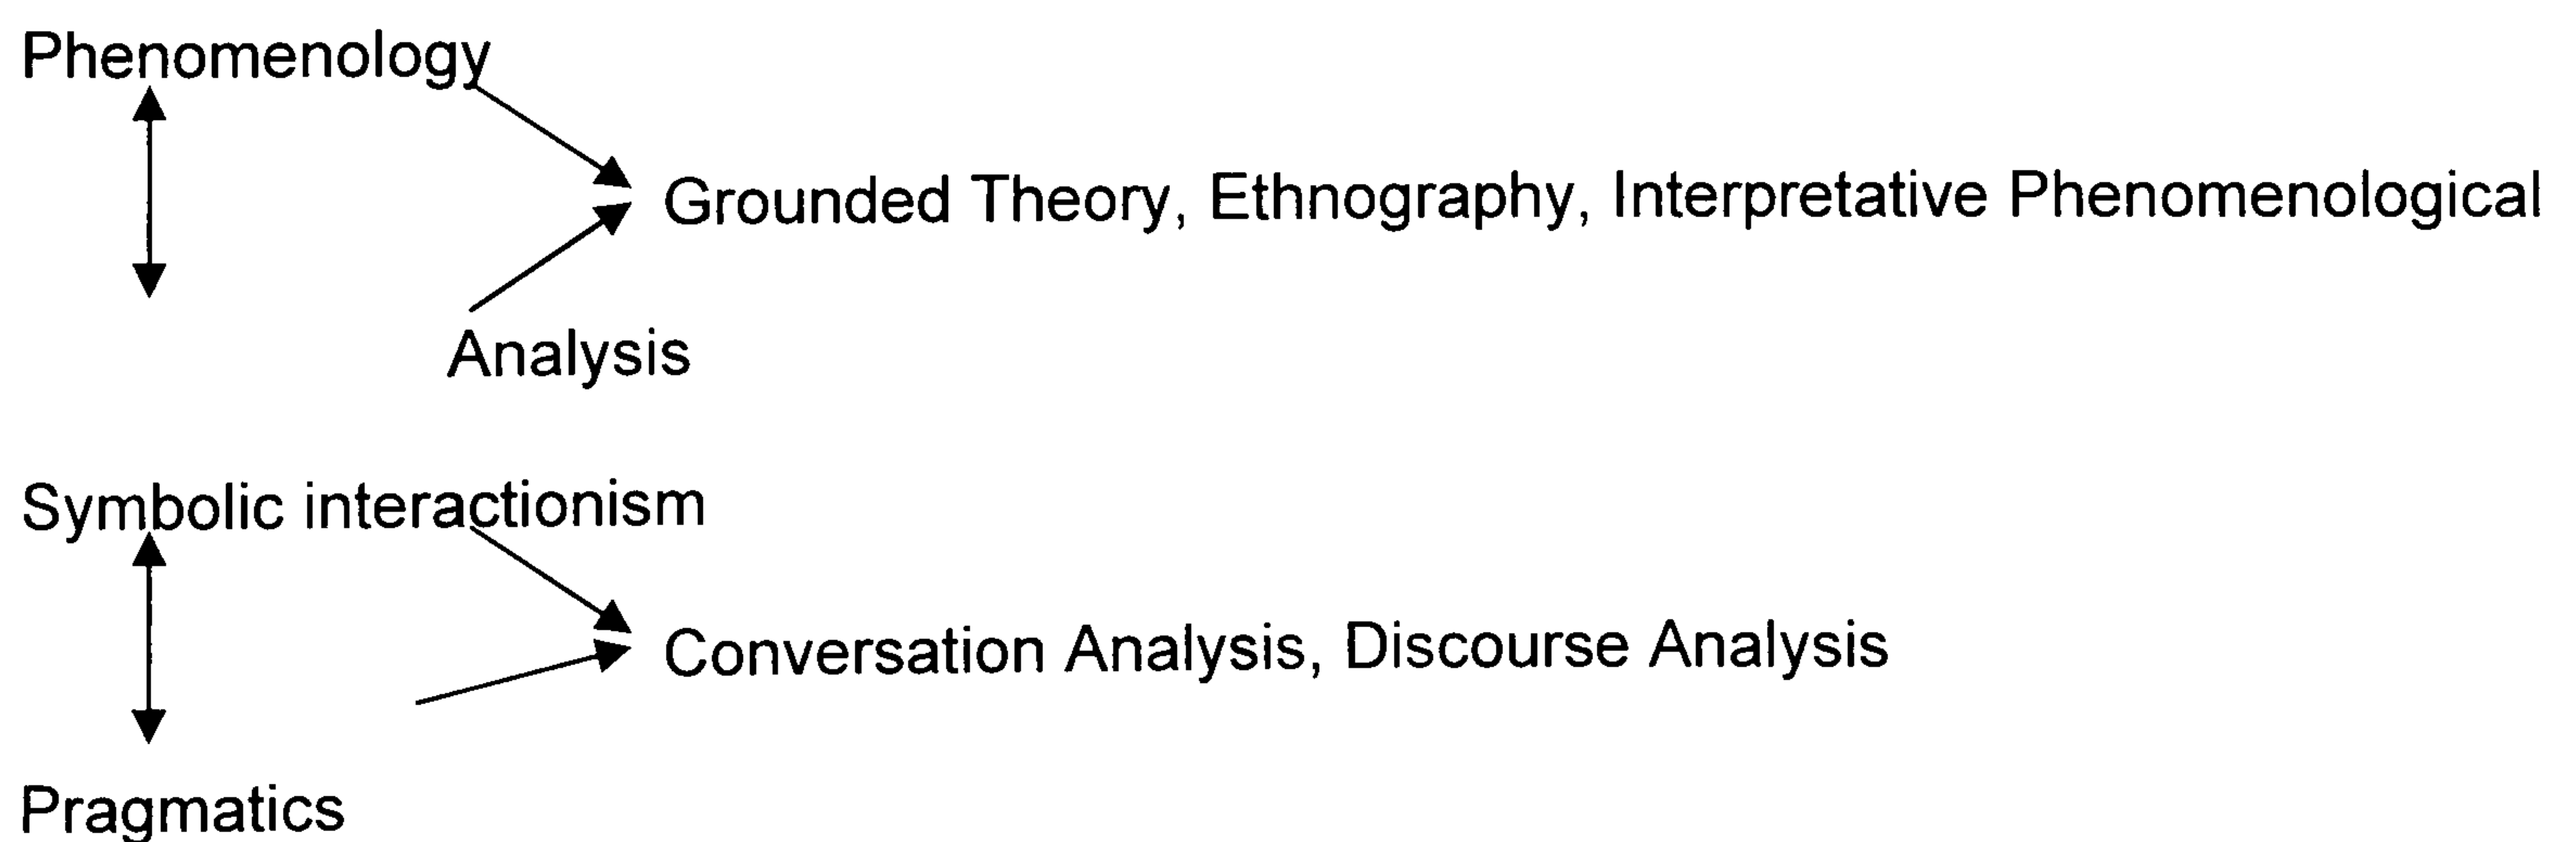 Phenomenology
Grounded Theory, Ethnography, Interpretative Phenomenological
Analysis
Symbolic interactionism
Conversation Analysis, Discourse Analysis
Pragmatics